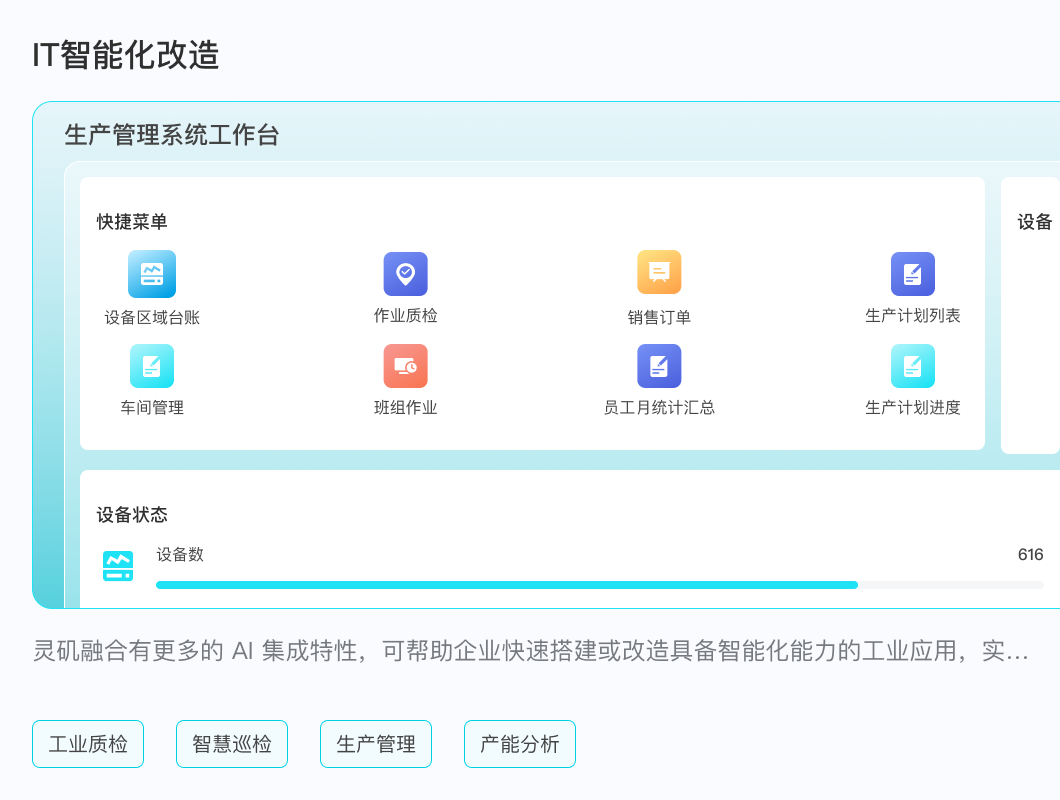 IT智能化改造
生产管理系统工作台
快捷菜单
设备
设备区域台账
作业质检
销售订单
生产计划列表
车间管理
班组作业
员工月统计汇总
生产计划进度
设备状态
设备数
616
灵矶融合有更多的 AI 集成特性，可帮助企业快速搭建或改造具备智能化能力的工业应用，实...
工业质检
智慧巡检
生产管理
产能分析